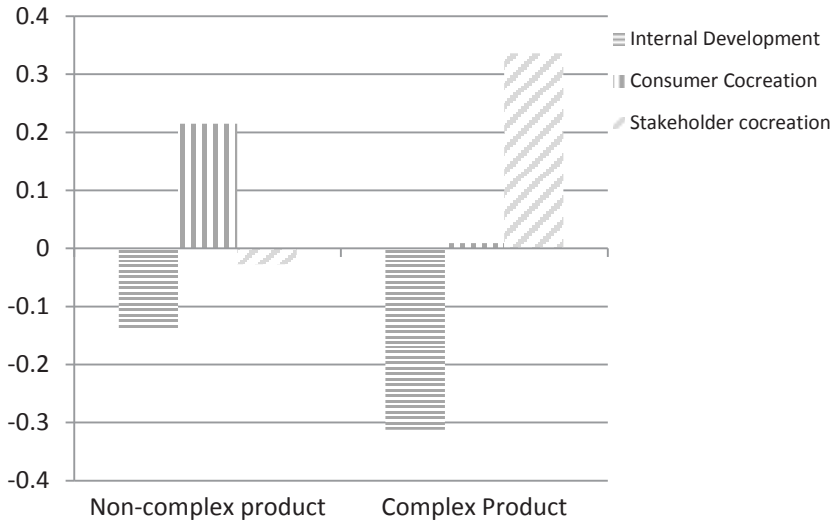 0.4
0.3
0.2
0.1
0
-0.1
-0.2
-0.3
-0.4
Non-complex product
Complex Product
Internal Development
Consumer Cocreation
Stakeholder cocreation